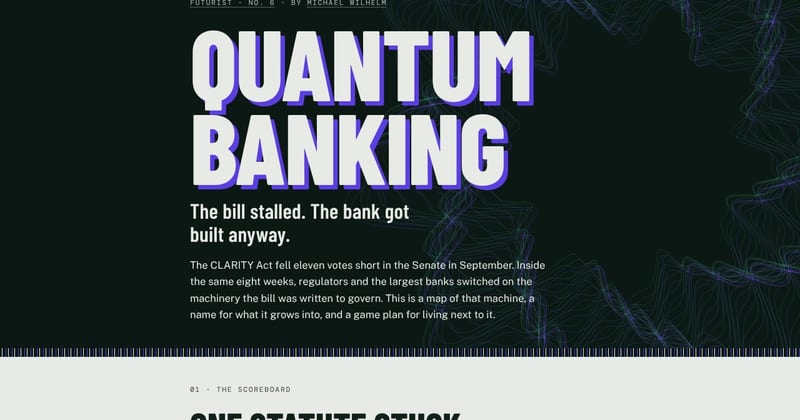 FUTURIST · NO. 6 · BY MICHAEL WILHELM
QUANTUM
BANKING
The bill stalled. The bank got
built anyway.
The CLARITY Act fell eleven votes short in the Senate in September. Inside
the same eight weeks, regulators and the largest banks switched on the
machinery the bill was written to govern. This is a map of that machine, a
name for what it grows into, and a game plan for living next to it.
01 · THE SCOREBOARD
ONE STATUTE STUCK